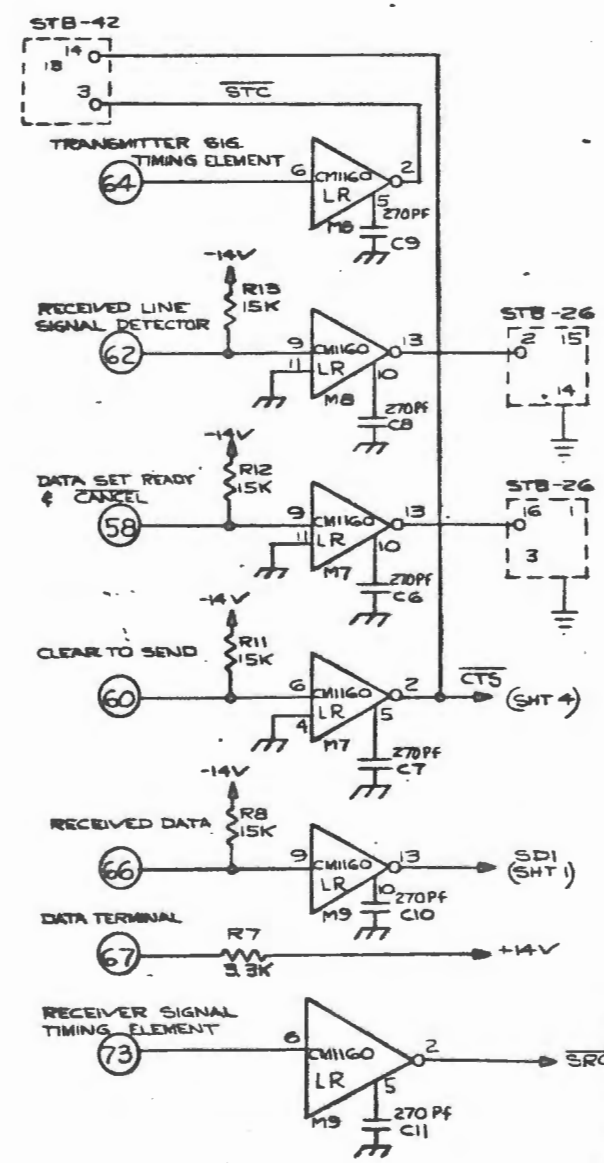 STB-42
14
13
3
STC
TRANSMITTER SIG.
TIMING ELEMENT
64
6
CM1160
LR
2
5
M8
270Pf
C9
-14V
R13
15K
RECEIVED LINE
SIGNAL DETECTOR
62
9
11
CM1160
LR
13
10
M8
270Pf
C8
STB-26
2
15
14
-14V
R12
15K
DATA SET READY
& CANCEL
58
9
11
CM1160
LR
13
10
M7
270Pf
C6
STB-26
16
1
3
-14V
R11
15K
CLEAR TO SEND
60
6
4
CM1160
LR
2
5
M7
270Pf
C7
CTS
(SHT 4)
-14V
R8
15K
RECEIVED DATA
66
9
CM1160
LR
13
10
M9
270Pf
C10
SD1
(SHT 1)
DATA TERMINAL
67
R7
3.3K
+14V
RECEIVER SIGNAL
TIMING ELEMENT
73
6
CM1160
LR
2
5
M9
270 Pf
C11